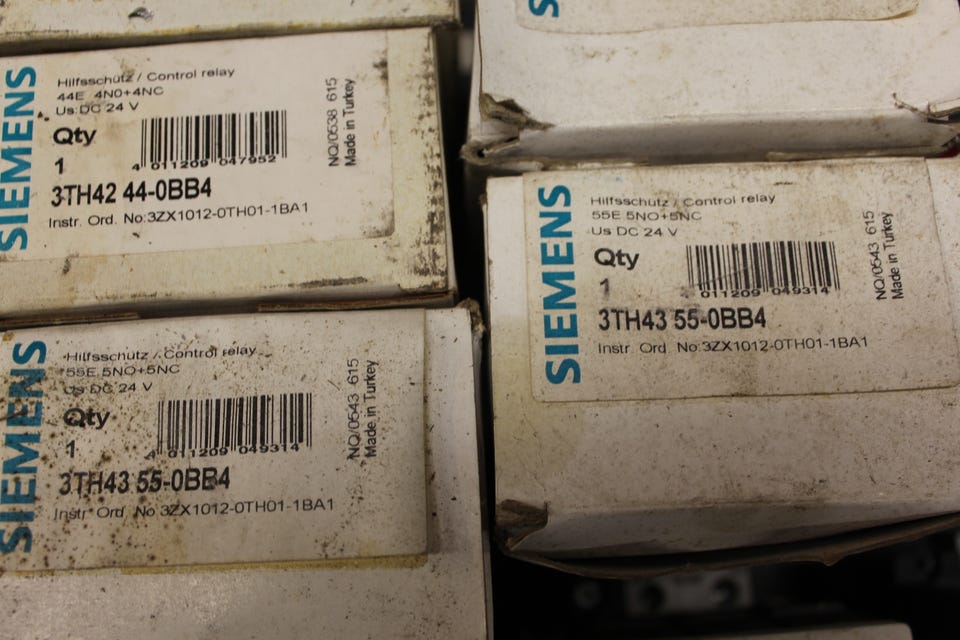 SIEMENS
Hilfsschütz / Control relay
44E 4NO+4NC
Us DC 24 V
Qty
1
4 011209 047952
3TH42 44-0BB4
Instr. Ord. No:3ZX1012-0TH01-1BA1
NQ/0538 615
Made in Turkey
S
SIEMENS
Hilfsschütz / Control relay
55E 5NO+5NC
Us DC 24 V
Qty
1
4 011209 049314
3TH43 55-0BB4
Instr. Ord. No:3ZX1012-0TH01-1BA1
NQ/0543 615
Made in Turkey
SIEMENS
Hilfsschütz / Control relay
55E 5NO+5NC
Us DC 24 V
Qty
1
4 011209 049314
3TH43 55-0BB4
Instr. Ord. No:3ZX1012-0TH01-1BA1
NQ/0543 615
Made in Turkey